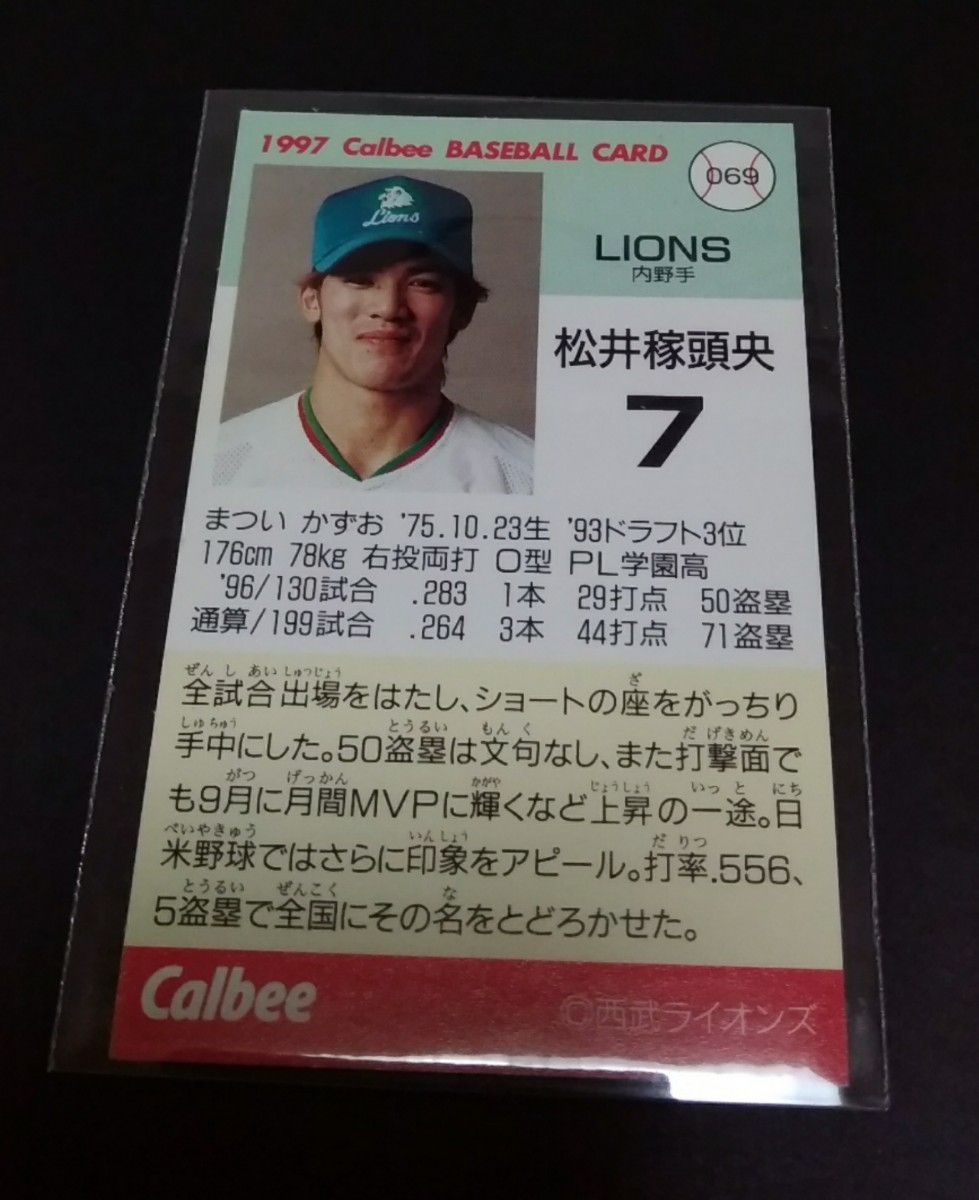 1997 Calbee BASEBALL CARD
069
Lions
LIONS
内野手
松井稼頭央
7
まつい かずお '75.10.23生 '93ドラフト3位
176cm 78kg 右投両打 O型 PL学園高
'96/130試合 .283 1本 29打点 50盗塁
通算/199試合 .264 3本 44打点 71盗塁
ぜん し あい しゅつじょう ざ
全試合出場をはたし、ショートの座をがっちり
しゅちゅう とうるい もん く だ げきめん
手中にした。50盗塁は文句なし、また打撃面で
がつ げっかん かがや じょうしょう いっ と にち
も9月に月間MVPに輝くなど上昇の一途。日
べいやきゅう いんしょう だ りつ
米野球ではさらに印象をアピール。打率.556、
とうるい ぜんこく な
5盗塁で全国にその名をとどろかせた。
Calbee
©西武ライオンズ